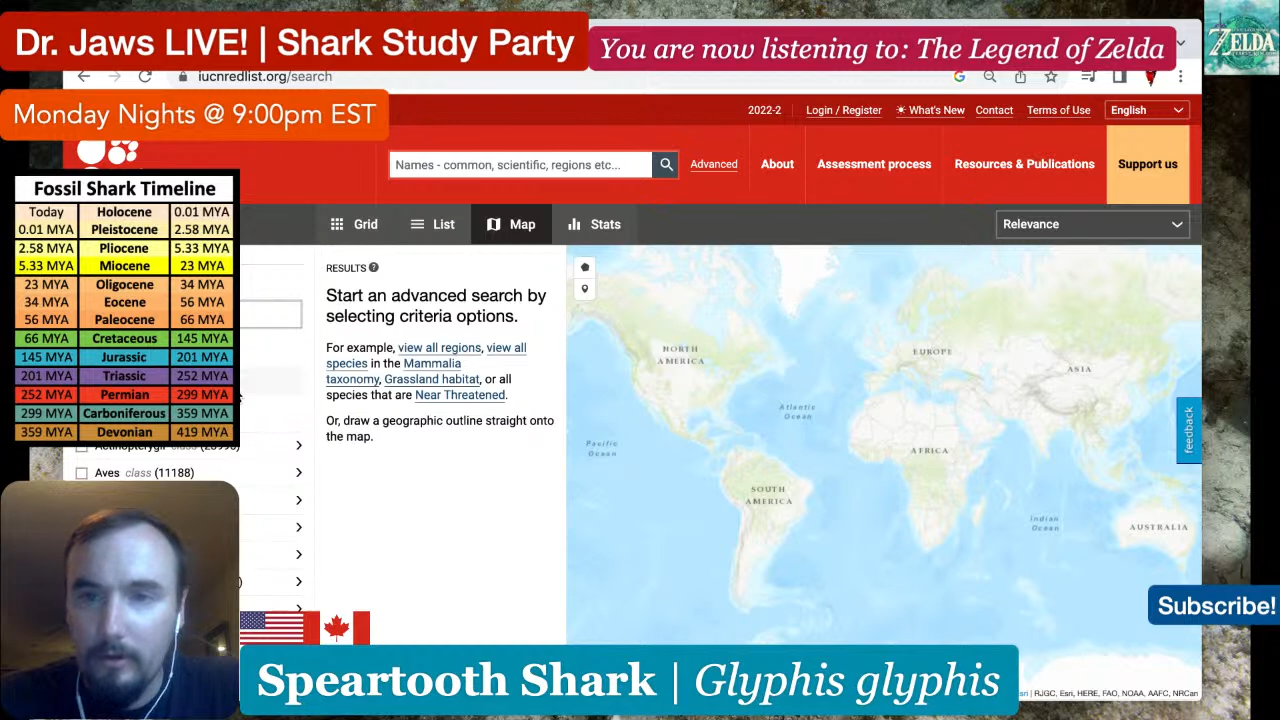 Dr. Jaws LIVE! | Shark Study Party
You are now listening to: The Legend of Zelda
ZELDA
iucnredlist.org/search
Monday Nights @ 9:00pm EST
2022-2
Login / Register
What's New
Contact
Terms of Use
English
Names - common, scientific, regions etc...
Advanced
About
Assessment process
Resources & Publications
Support us
Grid
List
Map
Stats
Relevance
Fossil Shark Timeline
Today Holocene 0.01 MYA
0.01 MYA Pleistocene 2.58 MYA
2.58 MYA Pliocene 5.33 MYA
5.33 MYA Miocene 23 MYA
23 MYA Oligocene 34 MYA
34 MYA Eocene 56 MYA
56 MYA Paleocene 66 MYA
66 MYA Cretaceous 145 MYA
145 MYA Jurassic 201 MYA
201 MYA Triassic 252 MYA
252 MYA Permian 299 MYA
299 MYA Carboniferous 359 MYA
359 MYA Devonian 419 MYA
Aves class (11188)
RESULTS
Start an advanced search by
selecting criteria options.
For example, view all regions, view all
species in the Mammalia
taxonomy, Grassland habitat, or all
species that are Near Threatened.
Or, draw a geographic outline straight onto
the map.
NORTH
AMERICA
EUROPE
ASIA
Atlantic
Ocean
Pacific
Ocean
AFRICA
SOUTH
AMERICA
Indian
Ocean
AUSTRALIA
feedback
Subscribe!
Speartooth Shark | Glyphis glyphis
| RJGC, Esri, HERE, FAO, NOAA, AAFC, NRCan